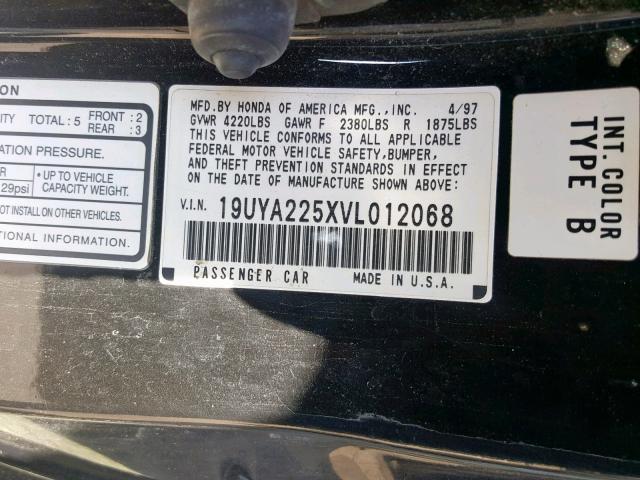 ON
ITY TOTAL: 5 FRONT: 2
REAR : 3
ATION PRESSURE.
R
29psi
• UP TO VEHICLE
CAPACITY WEIGHT.
OT INSTALL ON OTHER VEHICLES.
TIONAL INFORMATION.
MFD.BY HONDA OF AMERICA MFG.,INC. 4/97
GVWR 4220LBS GAWR F 2380LBS R 1875LBS
THIS VEHICLE CONFORMS TO ALL APPLICABLE
FEDERAL MOTOR VEHICLE SAFETY,BUMPER,
AND THEFT PREVENTION STANDARDS IN EFFECT
ON THE DATE OF MANUFACTURE SHOWN ABOVE:
V.I.N. 19UYA225XVL012068
PASSENGER CAR MADE IN U.S.A.
INT. COLOR
TYPE B